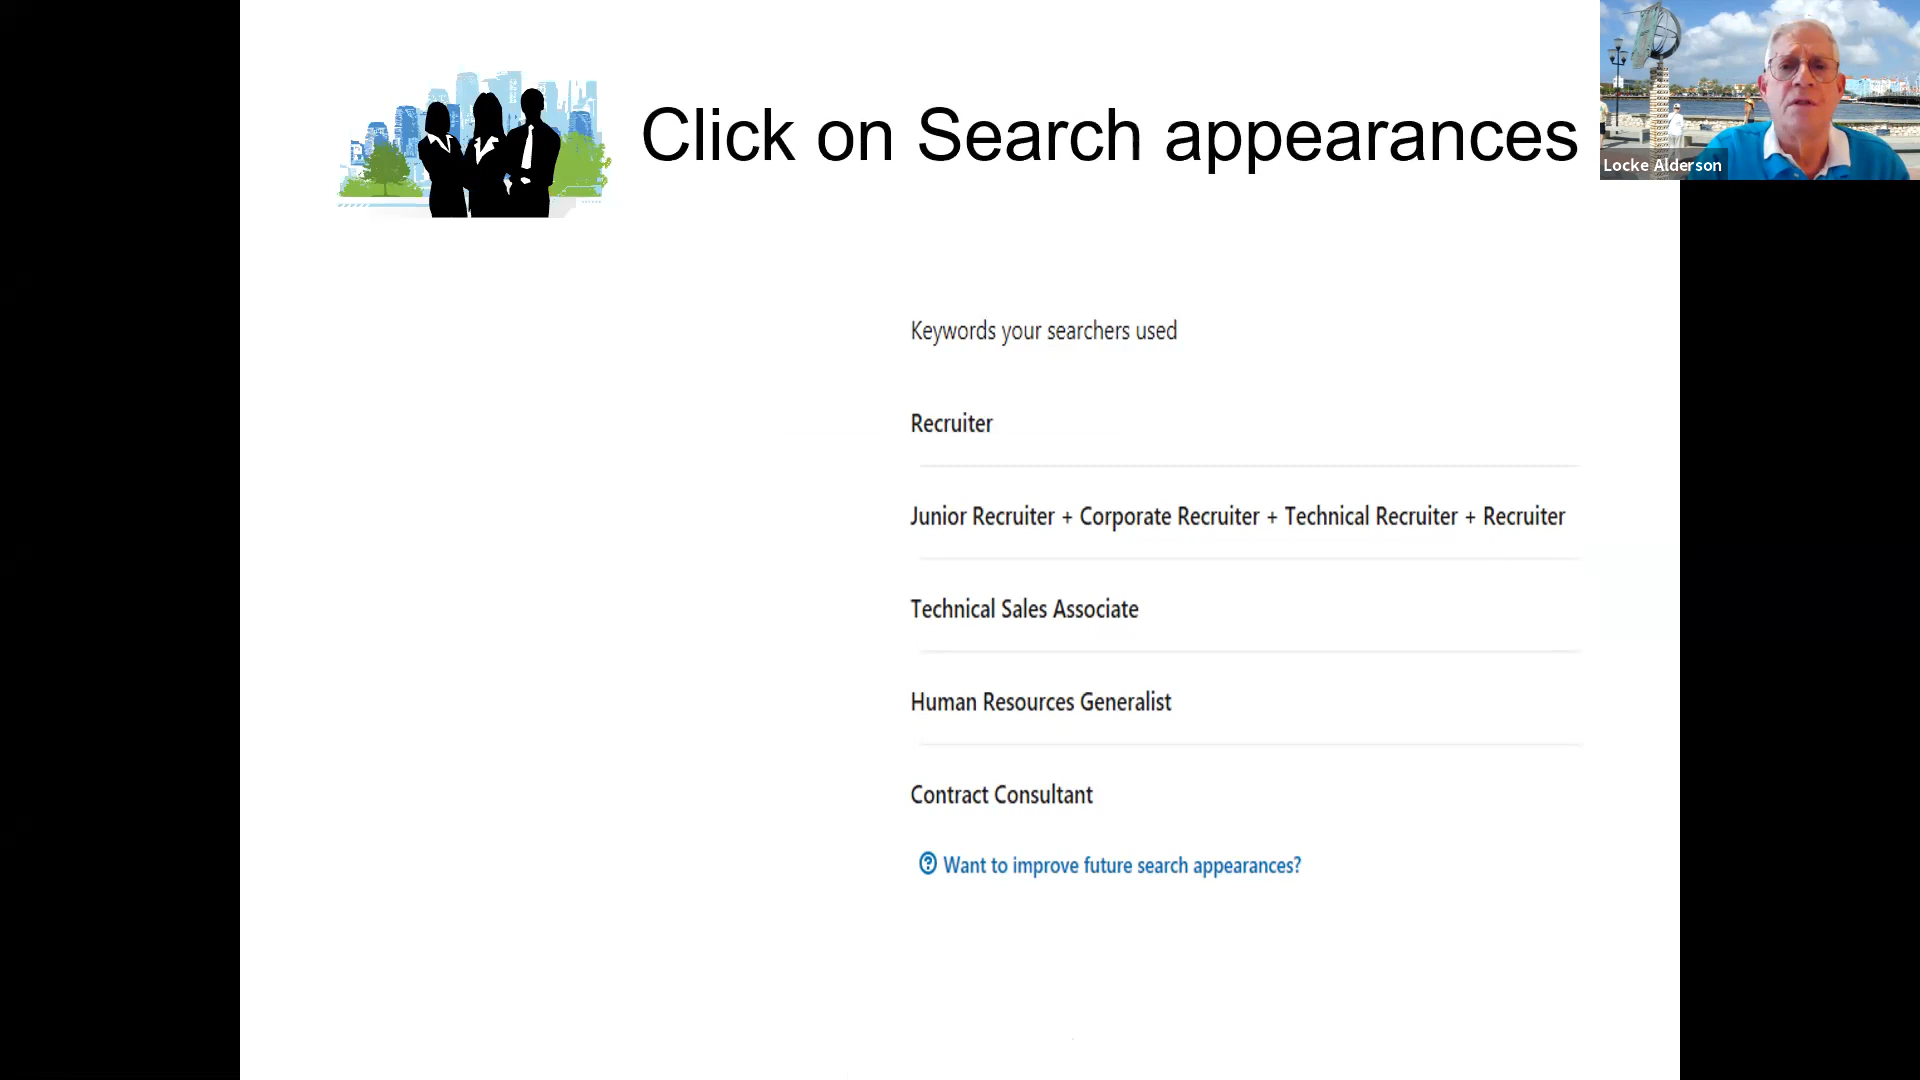 Click on Search appearances
Locke Alderson
Keywords your searchers used
Recruiter
Junior Recruiter + Corporate Recruiter + Technical Recruiter + Recruiter
Technical Sales Associate
Human Resources Generalist
Contract Consultant
Want to improve future search appearances?